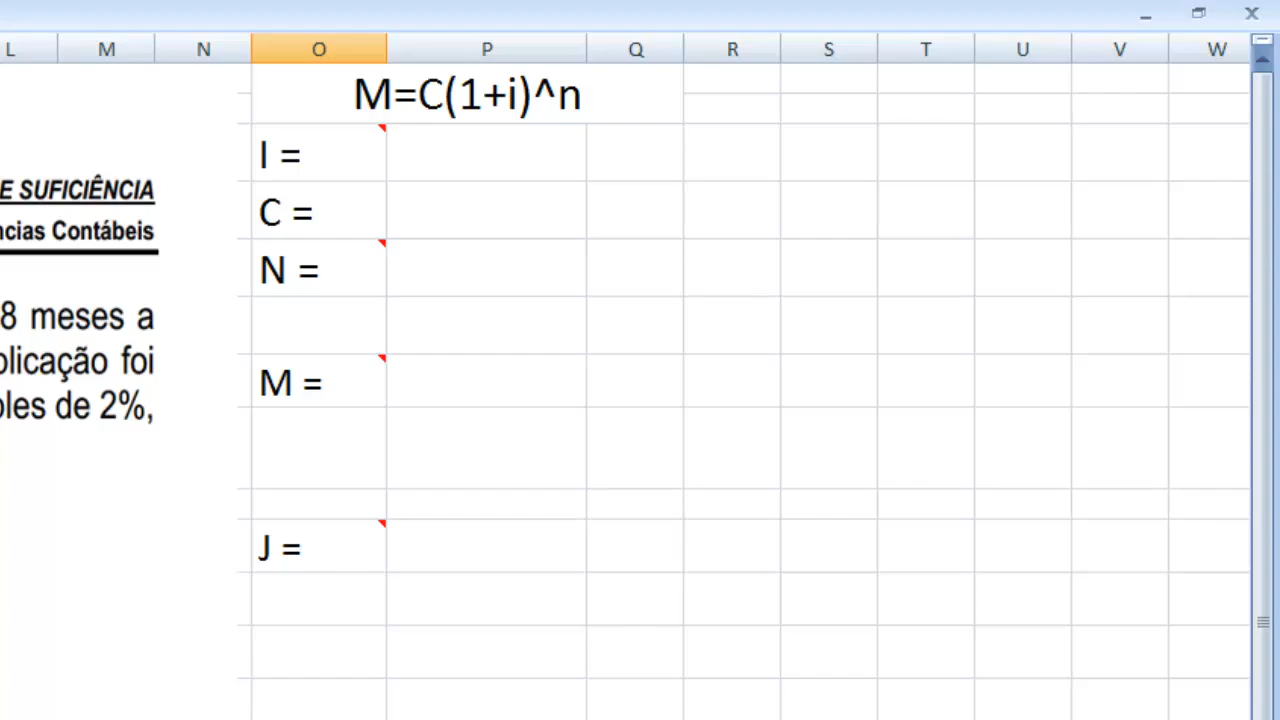 L M N O P Q R S T U V W
M=C(1+i)^n
E SUFICIÊNCIA
ncias Contábeis
8 meses a
plicação foi
ples de 2%,
I =
C =
N =
M =
J =